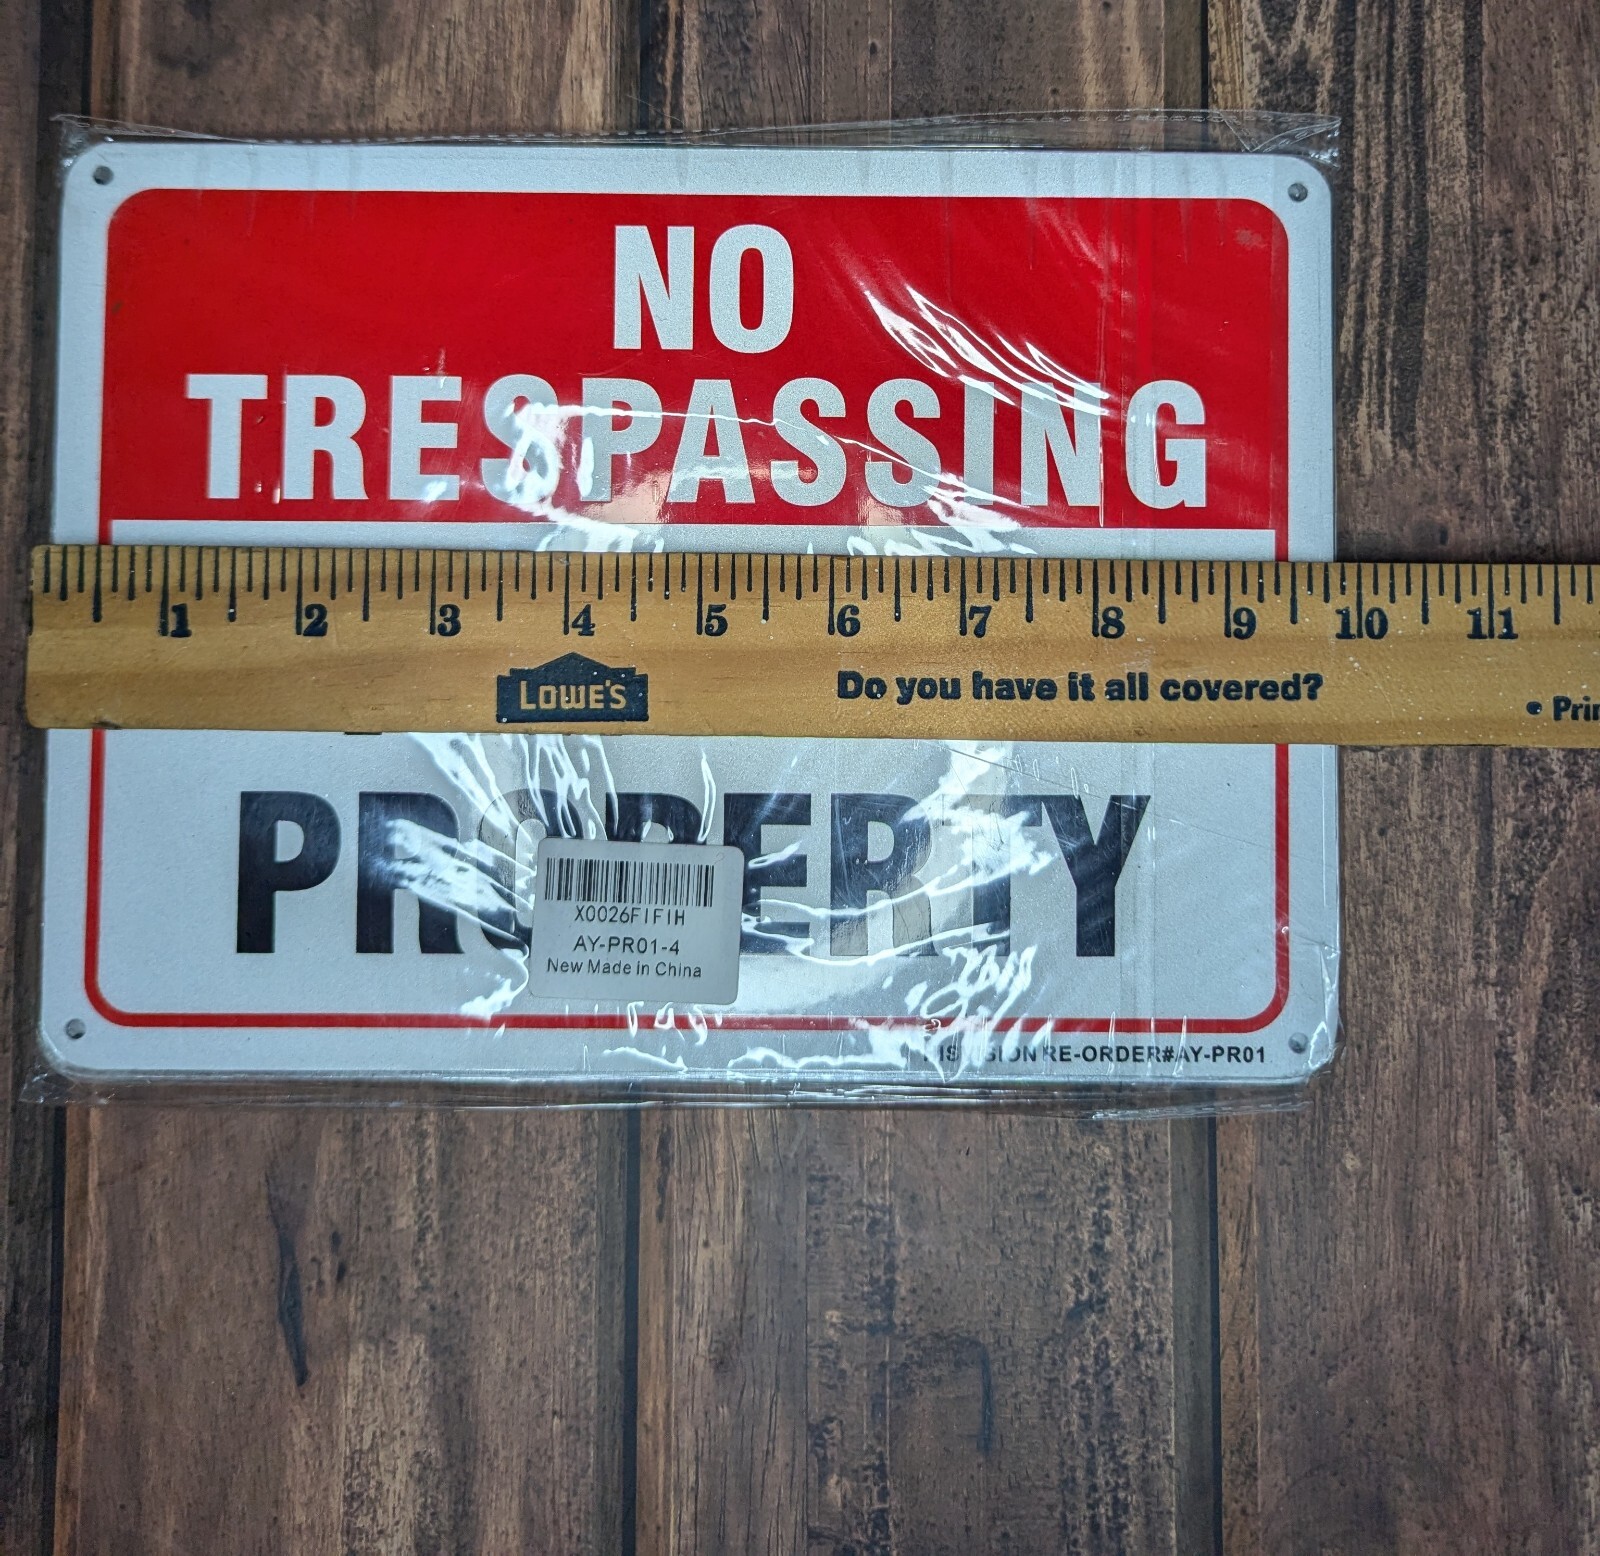 NO
TRESPASSING
1 2 3 4 5 6 7 8 9 10 11
LOWE'S
Do you have it all covered?
• 
PROPERTY
X0026FIFIH
AY-PR01-4
New Made in China
RE-ORDER#AY-PR01